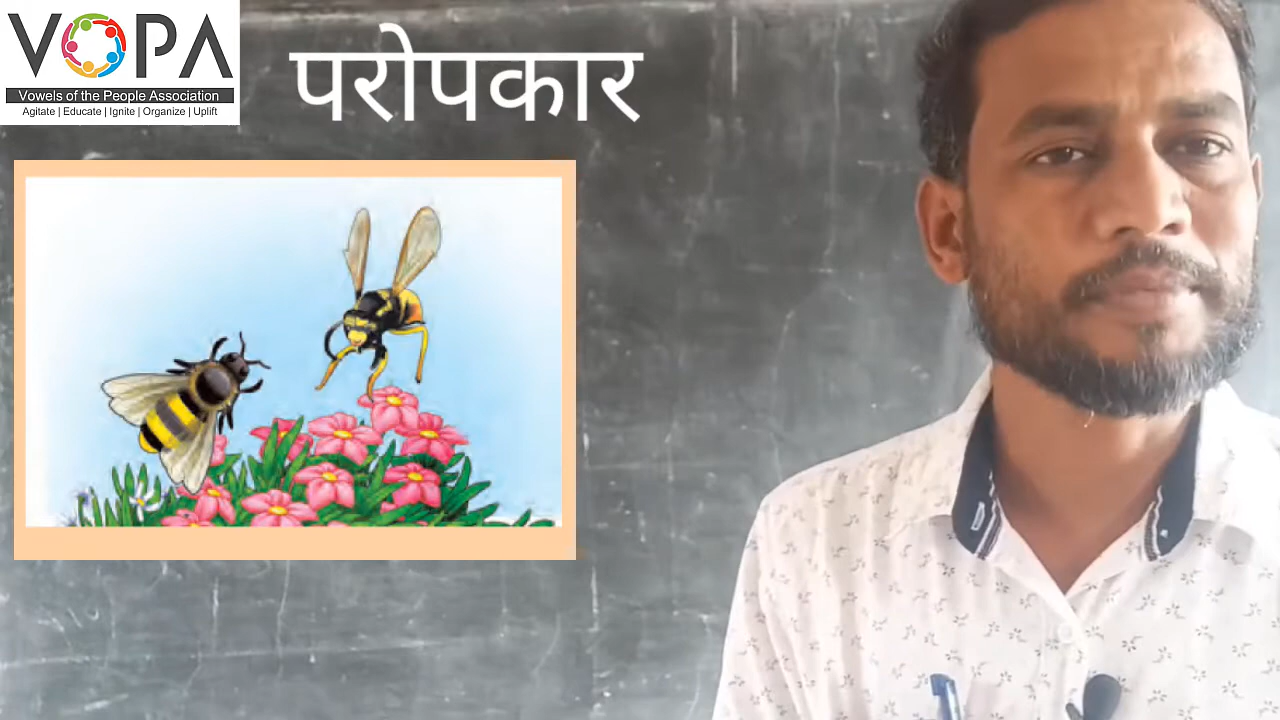 VOPA
Vowels of the People Association
Agitate | Educate | Ignite | Organize | Uplift
परोपकार